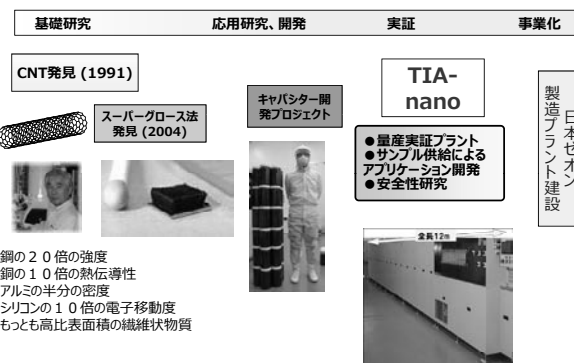 基礎研究
応用研究、開発
実証
事業化
CNT発見 (1991)
スーパーグロース法
発見 (2004)
キャパシター開
発プロジェクト
TIA-
nano
●量産実証プラント
●サンプル供給による
アプリケーション開発
●安全性研究
日本ゼオン
製造プラント建設
全長12m
鋼の20倍の強度
銅の10倍の熱伝導性
アルミの半分の密度
シリコンの10倍の電子移動度
もっとも高比表面積の繊維状物質